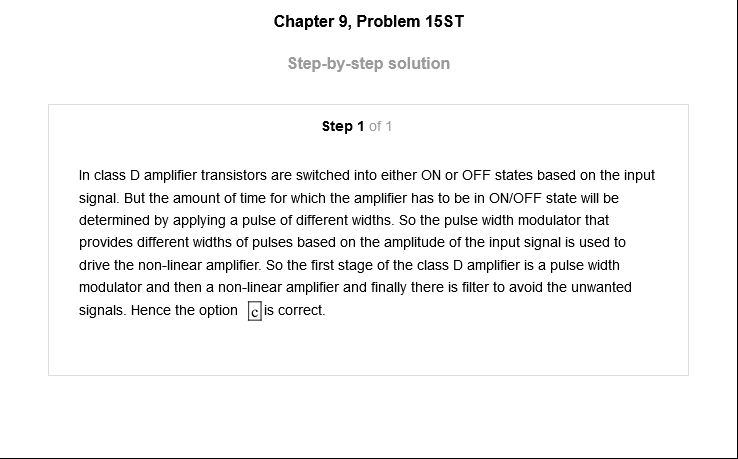 Chapter 9, Problem 15ST
Step-by-step solution
Step 1 of 1
In class D amplifier transistors are switched into either ON or OFF states based on the input
signal. But the amount of time for which the amplifier has to be in ON/OFF state will be
determined by applying a pulse of different widths. So the pulse width modulator that
provides different widths of pulses based on the amplitude of the input signal is used to
drive the non-linear amplifier. So the first stage of the class D amplifier is a pulse width
modulator and then a non-linear amplifier and finally there is filter to avoid the unwanted
signals. Hence the option c is correct.